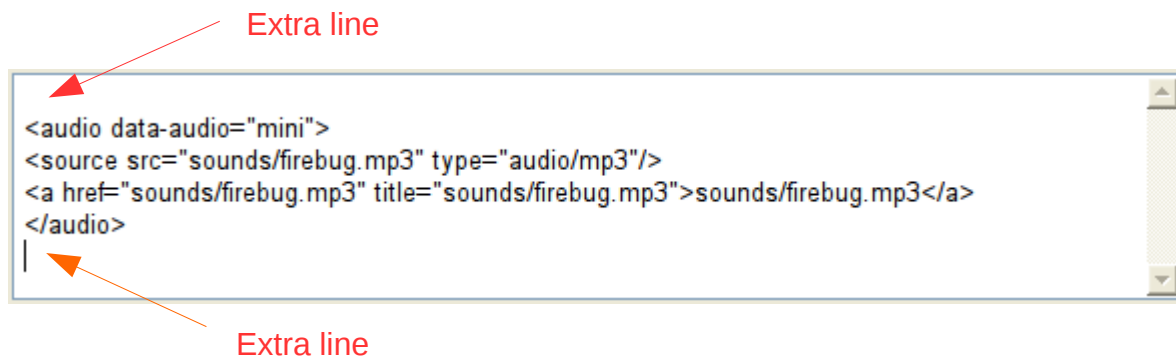 Extra line
<audio data-audio="mini">
<source src="sounds/firebug.mp3" type="audio/mp3"/>
<a href="sounds/firebug.mp3" title="sounds/firebug.mp3">sounds/firebug.mp3</a>
</audio>
Extra line